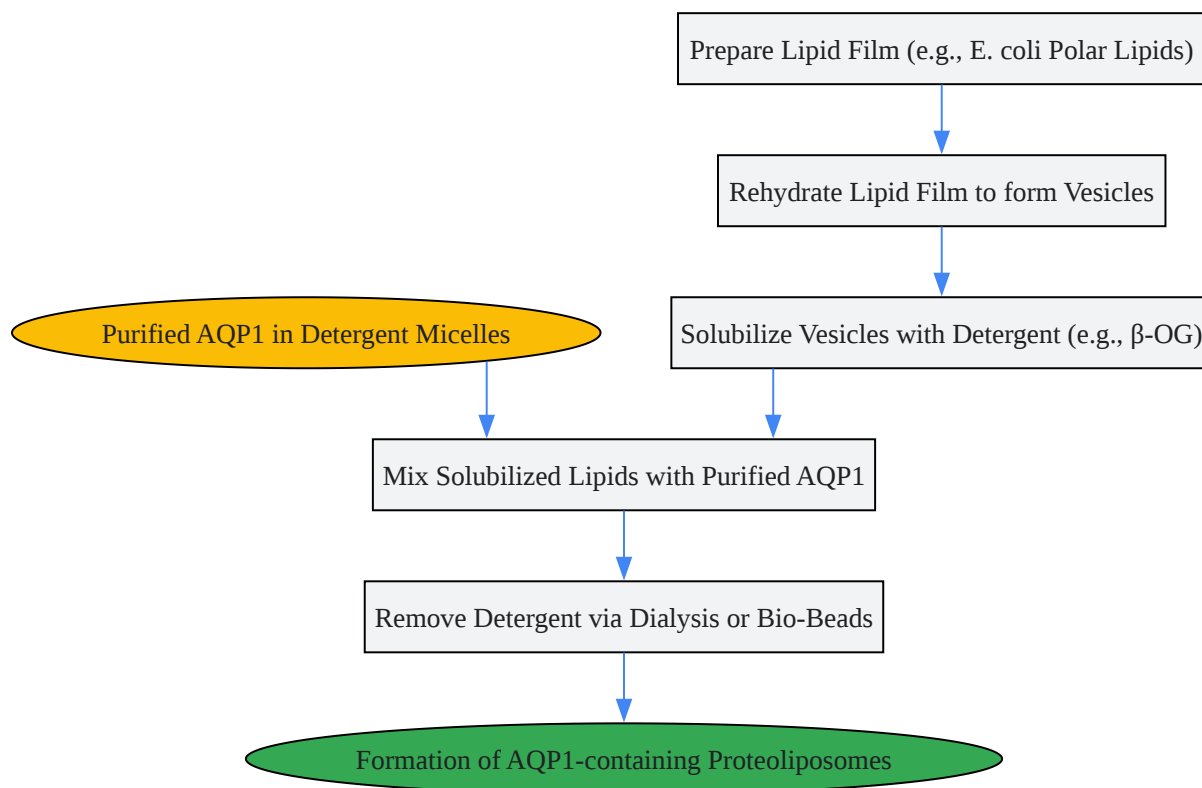 Prepare Lipid Film (e.g., E. coli Polar Lipids)
Rehydrate Lipid Film to form Vesicles
Purified AQP1 in Detergent Micelles
Solubilize Vesicles with Detergent (e.g., β-OG)
Mix Solubilized Lipids with Purified AQP1
Remove Detergent via Dialysis or Bio-Beads
Formation of AQP1-containing Proteoliposomes